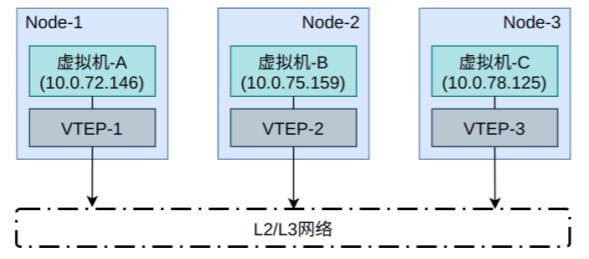 Node-1
Node-2
Node-3
虚拟机-A
(10.0.72.146)
虚拟机-B
(10.0.75.159)
虚拟机-C
(10.0.78.125)
VTEP-1
VTEP-2
VTEP-3
L2/L3网络